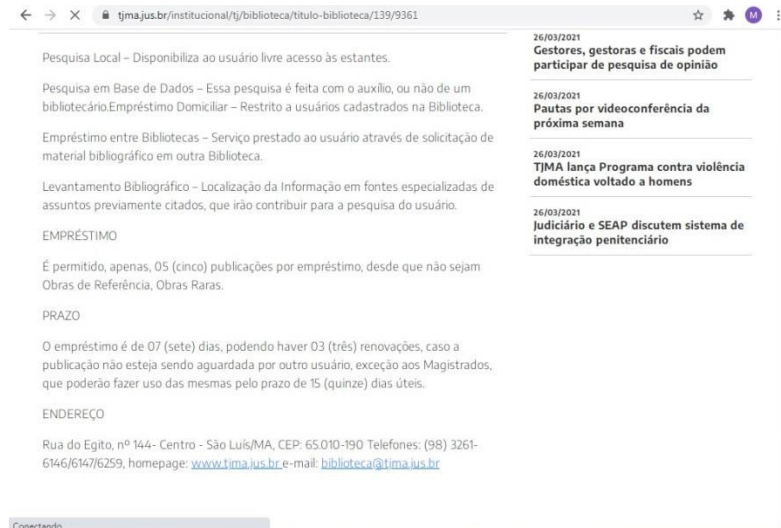 tjma.jus.br/institucional/tj/biblioteca/titulo-biblioteca/139/9361
M
Pesquisa Local – Disponibiliza ao usuário livre acesso às estantes.
Pesquisa em Base de Dados – Essa pesquisa é feita com o auxílio, ou não de um
bibliotecário.Empréstimo Domiciliar – Restrito a usuários cadastrados na Biblioteca.
Empréstimo entre Bibliotecas – Serviço prestado ao usuário através de solicitação de
material bibliográfico em outra Biblioteca.
Levantamento Bibliográfico – Localização da Informação em fontes especializadas de
assuntos previamente citados, que irão contribuir para a pesquisa do usuário.
EMPRÉSTIMO
É permitido, apenas, 05 (cinco) publicações por empréstimo, desde que não sejam
Obras de Referência, Obras Raras.
PRAZO
O empréstimo é de 07 (sete) dias, podendo haver 03 (três) renovações, caso a
publicação não esteja sendo aguardada por outro usuário, exceção aos Magistrados,
que poderão fazer uso das mesmas pelo prazo de 15 (quinze) dias úteis.
ENDEREÇO
Rua do Egito, nº 144- Centro - São Luís/MA, CEP: 65.010-190 Telefones: (98) 3261-
6146/6147/6259, homepage: www.tjma.jus.br e-mail: biblioteca@tjma.jus.br
26/03/2021
Gestores, gestoras e fiscais podem
participar de pesquisa de opinião
26/03/2021
Pautas por videoconferência da
próxima semana
26/03/2021
TJMA lança Programa contra violência
doméstica voltado a homens
26/03/2021
Judiciário e SEAP discutem sistema de
integração penitenciário
Conectando